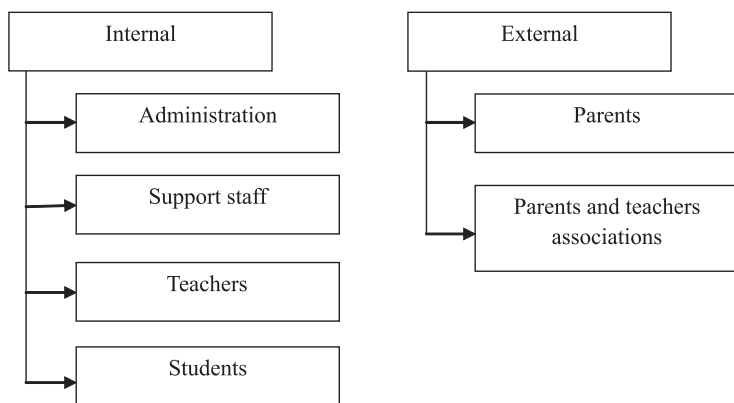 Internal
Administration
Support staff
Teachers
Students
External
Parents
Parents and teachers
associations